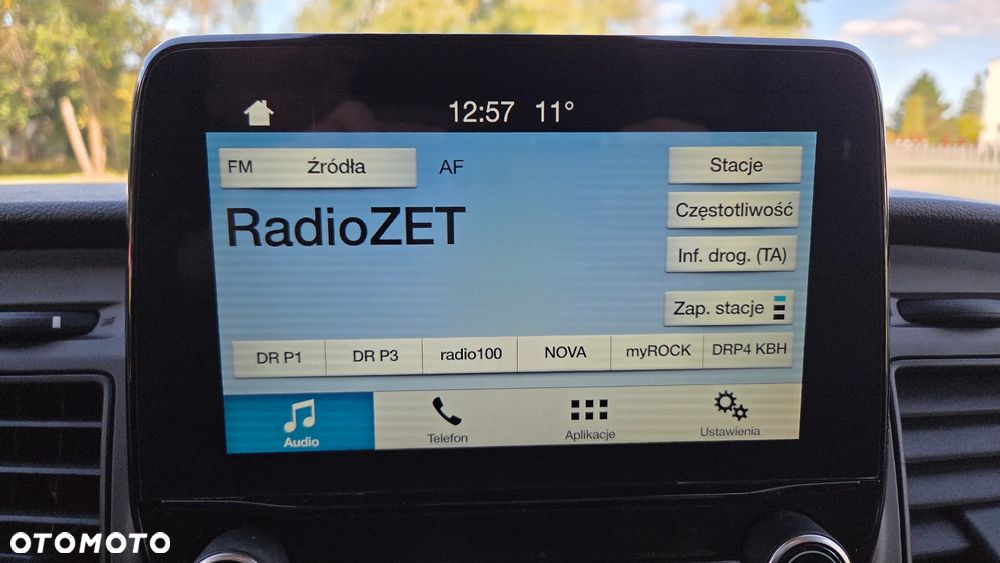 12:57 11°
FM Źródła AF Stacje
RadioZET Częstotliwość
Inf. drog. (TA)
Zap. stacje
DR P1 DR P3 radio100 NOVA myROCK DRP4 KBH
Audio Telefon Aplikacje Ustawienia
OTOMOTO